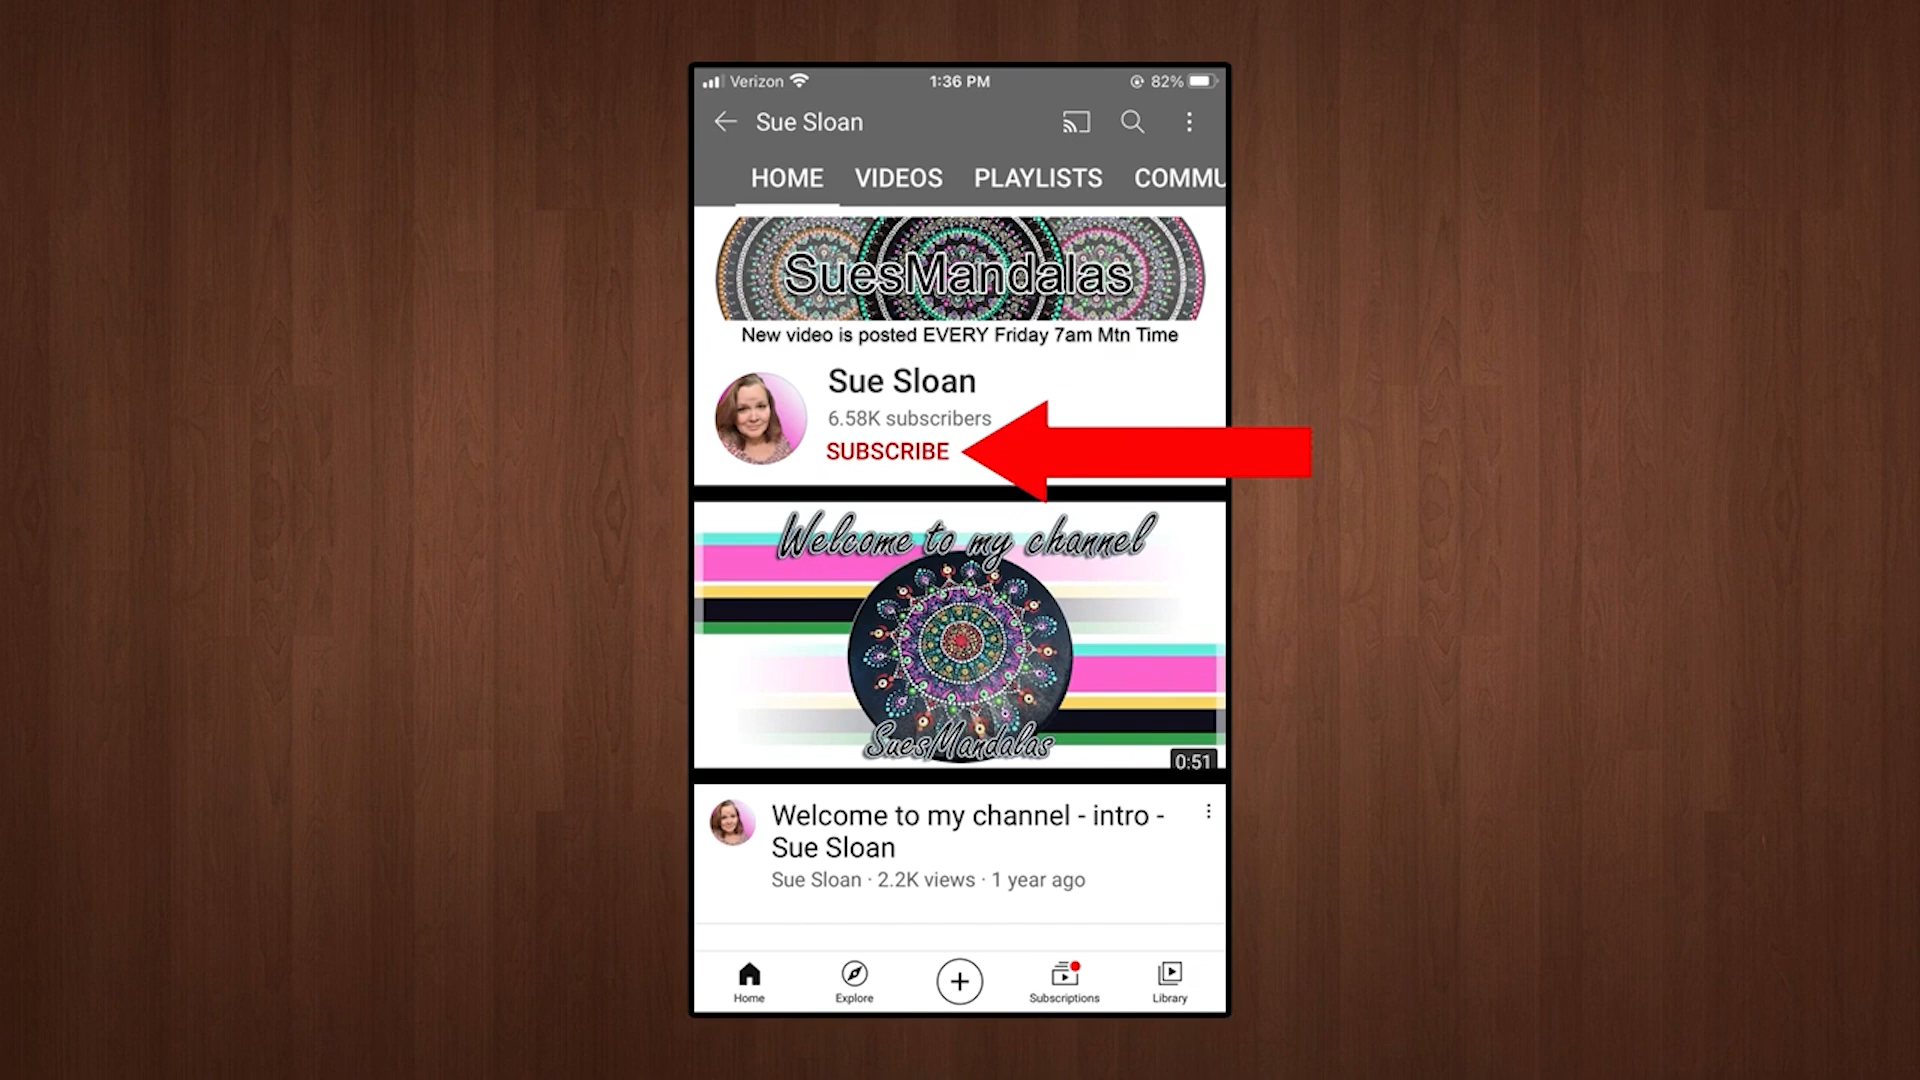 Verizon 1:36 PM 82%
Sue Sloan
HOME VIDEOS PLAYLISTS COMMU
SuesMandalas
New video is posted EVERY Friday 7am Mtn Time
Sue Sloan
6.58K subscribers
SUBSCRIBE
Welcome to my channel
SuesMandalas
0:51
Welcome to my channel - intro -
Sue Sloan
Sue Sloan · 2.2K views · 1 year ago
Home Explore Subscriptions Library